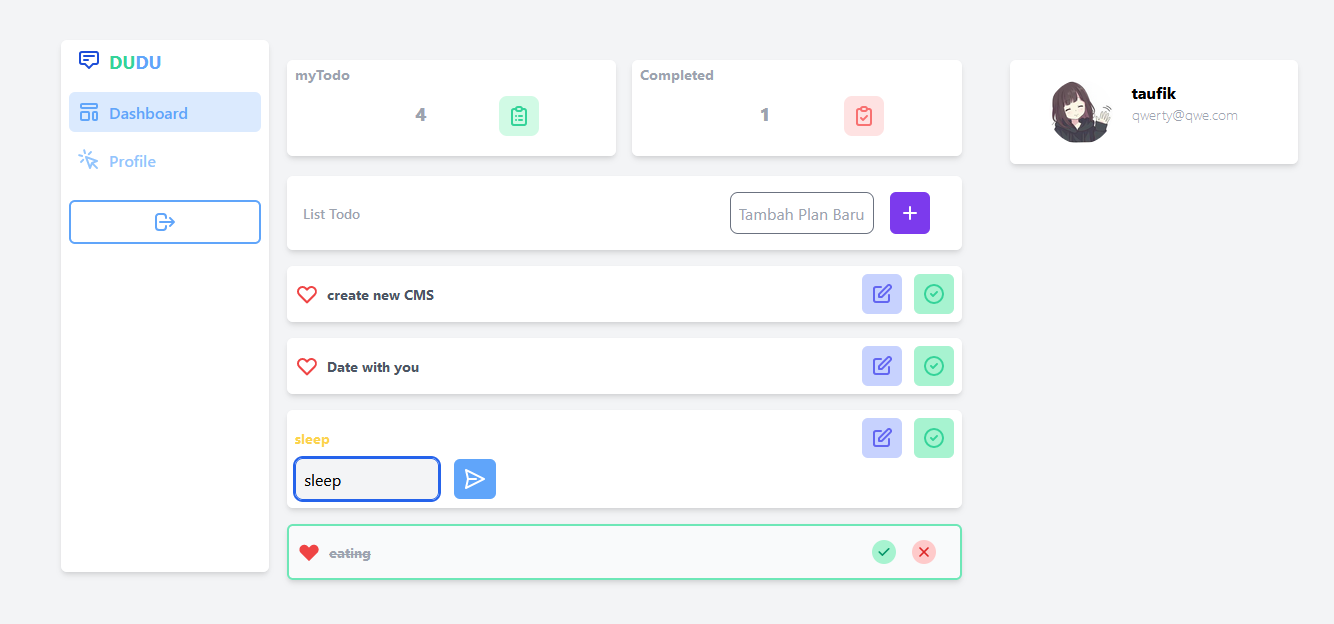 DUDU
Dashboard
Profile
myTodo
4
Completed
1
List Todo
Tambah Plan Baru
create new CMS
Date with you
sleep
sleep
eating
taufik
qwerty@qwe.com